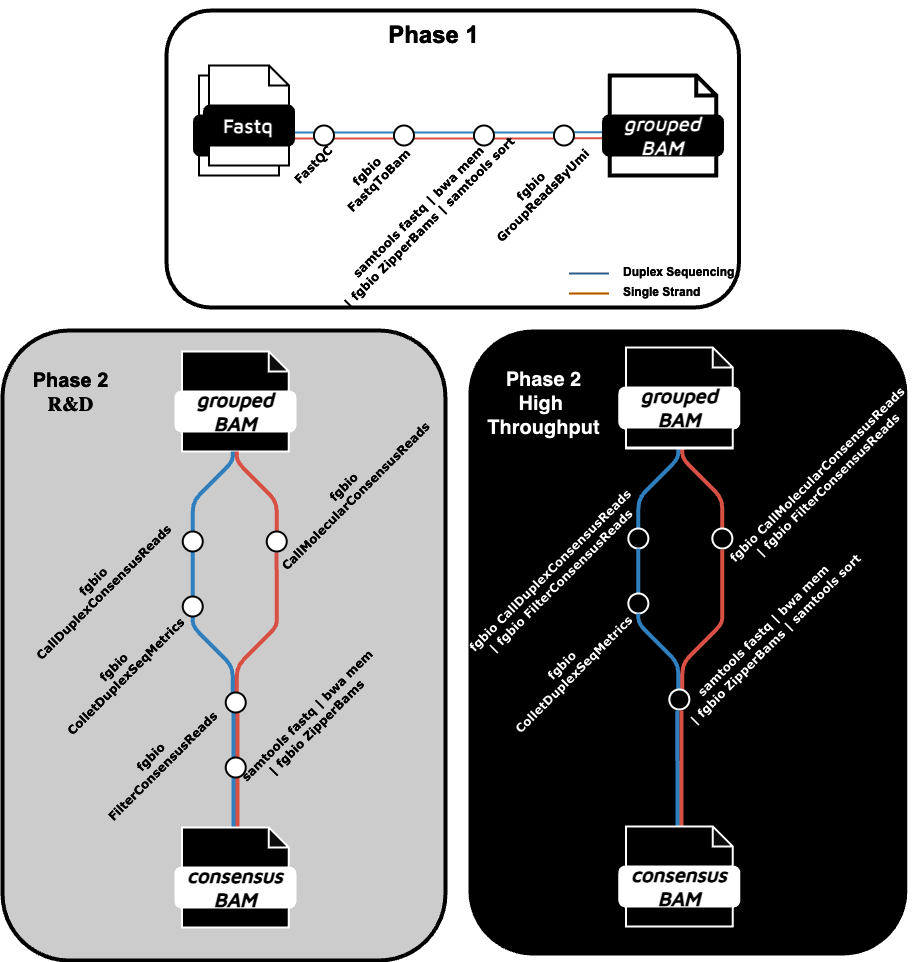 Phase 1
Fastq
grouped
BAM
FastQC
fgbio
FastqToBam
samtools fastq | bwa mem
| fgbio ZipperBams | samtools sort
fgbio
GroupReadsByUmi
Duplex Sequencing
Single Strand
Phase 2
R&D
grouped
BAM
fgbio
CallDuplexConsensusReads
fgbio
CallMolecularConsensusReads
fgbio
ColletDuplexSeqMetrics
fgbio
FilterConsensusReads
samtools fastq | bwa mem
| fgbio ZipperBams
consensus
BAM
Phase 2
High
Throughput
grouped
BAM
fgbio CallDuplexConsensusReads
| fgbio FilterConsensusReads
fgbio CallMolecularConsensusReads
| fgbio FilterConsensusReads
fgbio
ColletDuplexSeqMetrics
samtools fastq | bwa mem
| fgbio ZipperBams | samtools sort
consensus
BAM